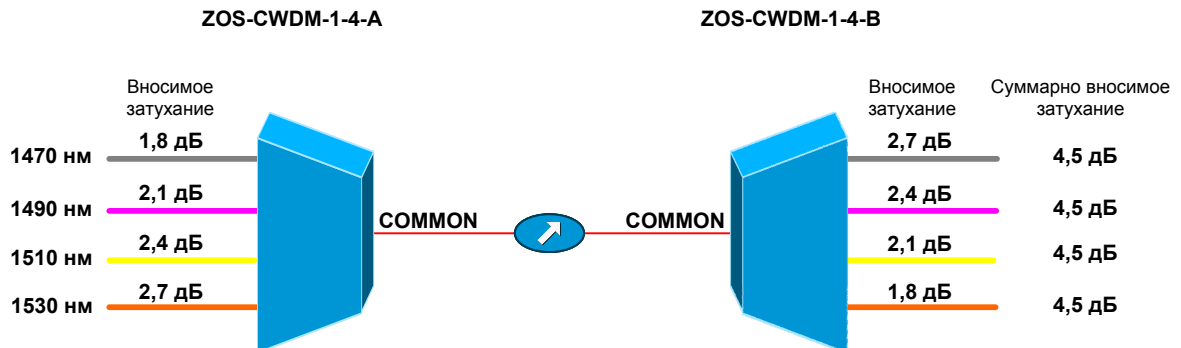 ZOS-CWDM-1-4-A
ZOS-CWDM-1-4-B
Вносимое
затухание
Вносимое
затухание
Суммарно вносимое
затухание
1470 нм
1,8 дБ
2,7 дБ
4,5 дБ
1490 нм
2,1 дБ
2,4 дБ
4,5 дБ
COMMON
COMMON
1510 нм
2,4 дБ
2,1 дБ
4,5 дБ
1530 нм
2,7 дБ
1,8 дБ
4,5 дБ